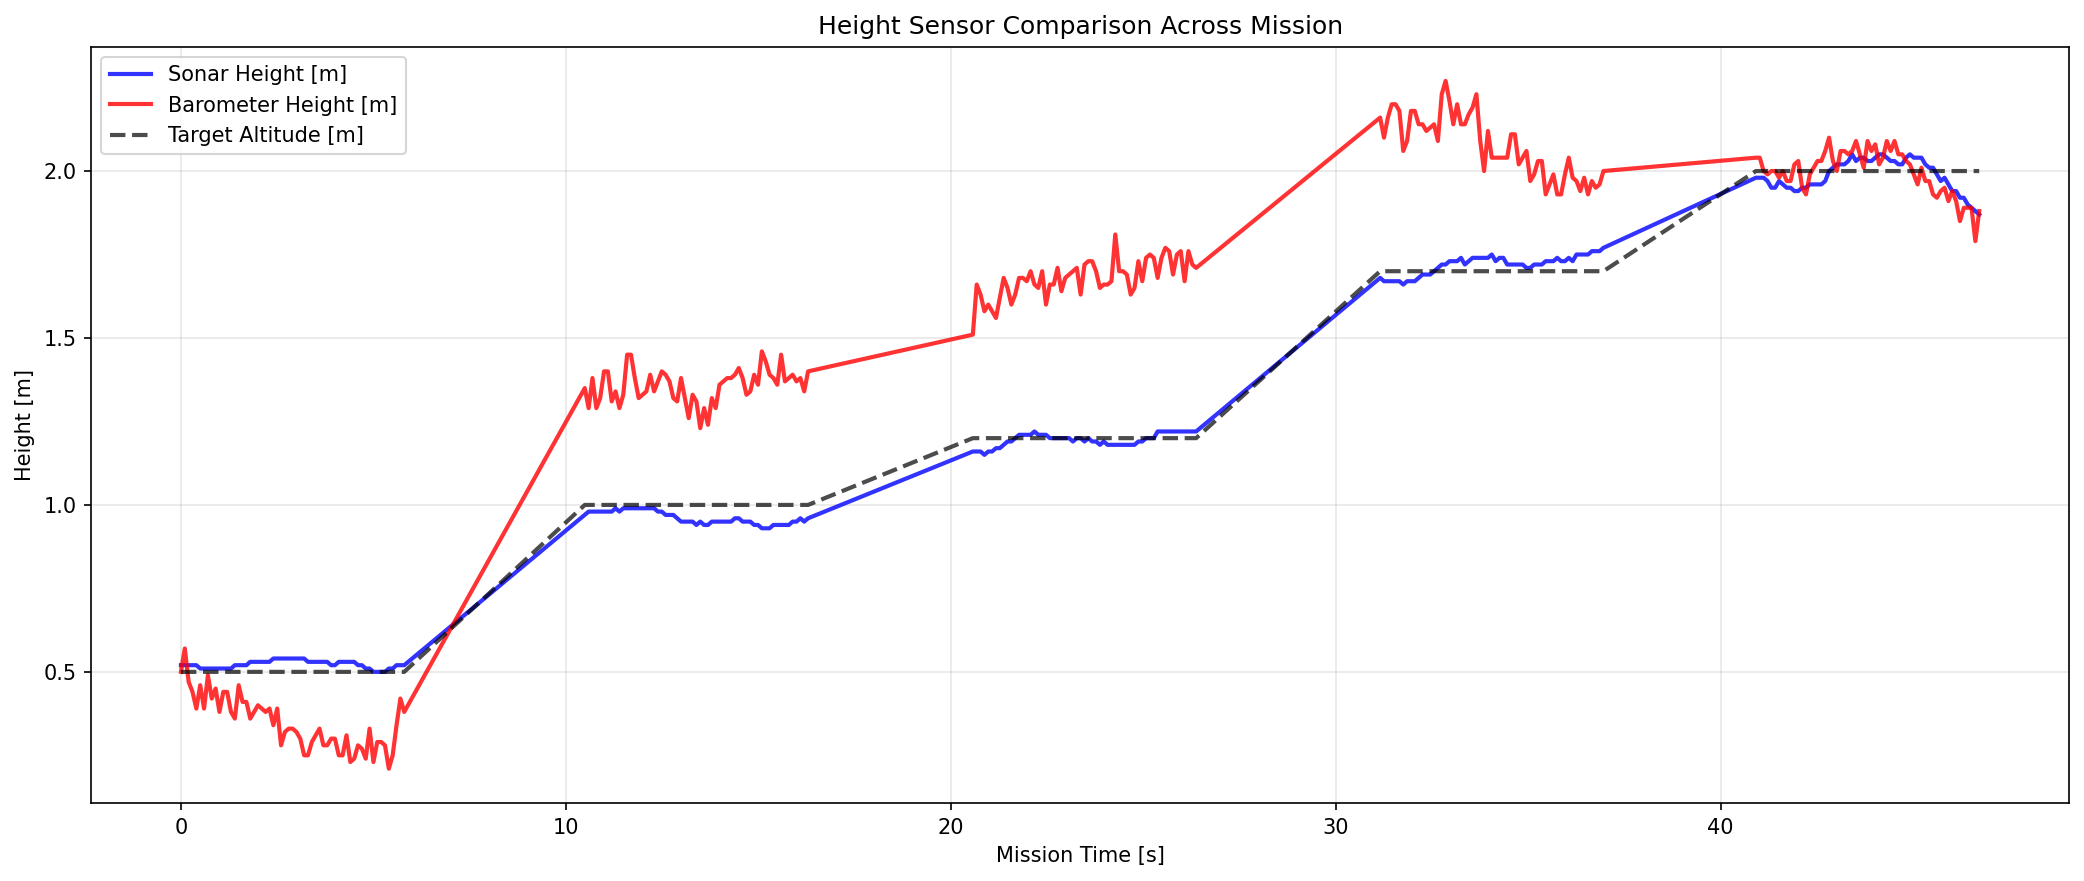 Height Sensor Comparison Across Mission
Sonar Height [m]
Barometer Height [m]
Target Altitude [m]
Height [m]
2.0
1.5
1.0
0.5
0
10
20
30
40
Mission Time [s]